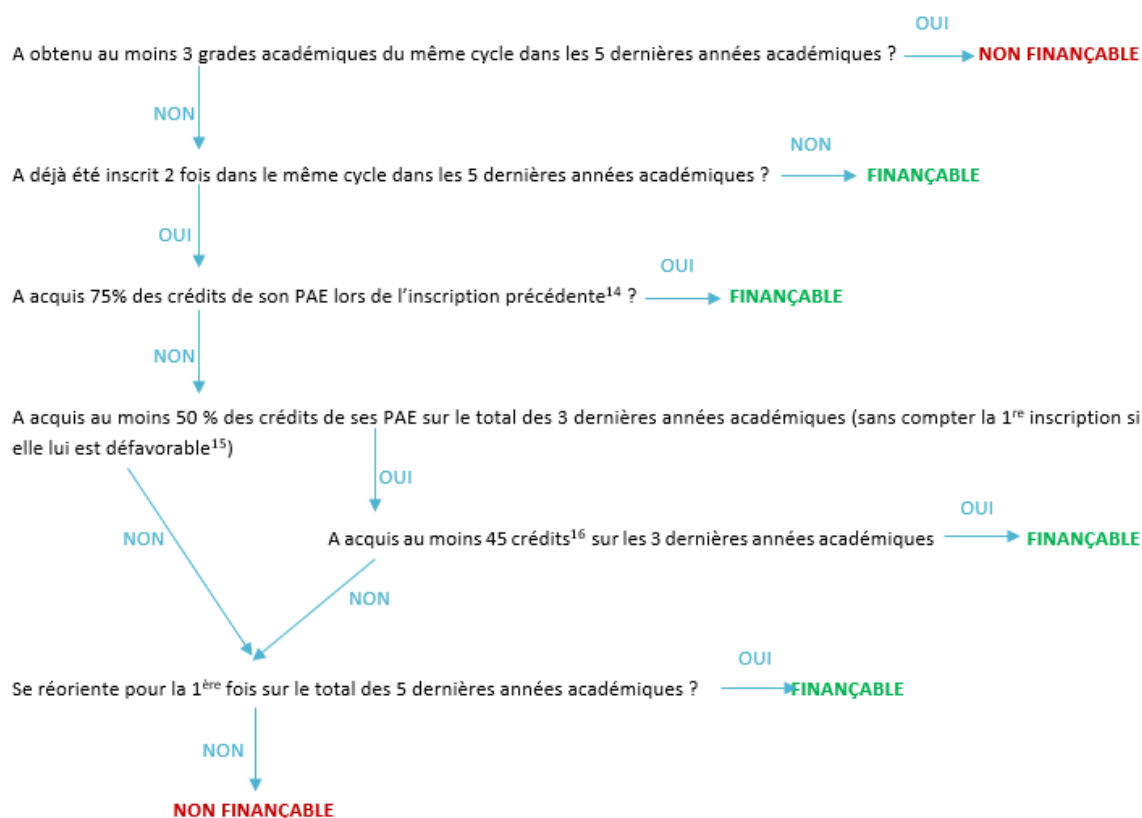 OUI
A obtenu au moins 3 grades académiques du même cycle dans les 5 dernières années académiques ? NON FINANÇABLE
NON
NON
A déjà été inscrit 2 fois dans le même cycle dans les 5 dernières années académiques ? FINANÇABLE
OUI
OUI
A acquis 75% des crédits de son PAE lors de l’inscription précédente14 ? FINANÇABLE
NON
A acquis au moins 50 % des crédits de ses PAE sur le total des 3 dernières années académiques (sans compter la 1re inscription si
elle lui est défavorable15)
OUI
OUI
NON
A acquis au moins 45 crédits16 sur les 3 dernières années académiques FINANÇABLE
NON
OUI
Se réoriente pour la 1ère fois sur le total des 5 dernières années académiques ? FINANÇABLE
NON
NON FINANÇABLE